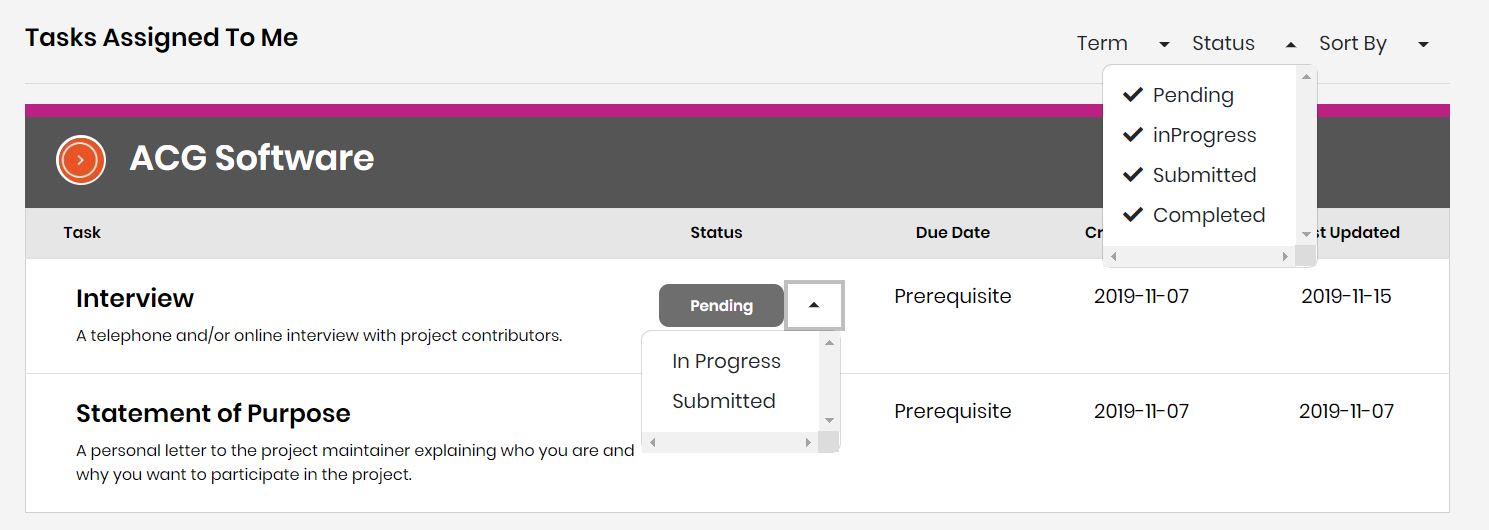 Tasks Assigned To Me
Term Status Sort By
Pending
inProgress
Submitted
Completed
ACG Software
Task Status Due Date Cr st Updated
Interview
A telephone and/or online interview with project contributors.
Pending
Prerequisite 2019-11-07 2019-11-15
In Progress
Submitted
Statement of Purpose
A personal letter to the project maintainer explaining who you are and
why you want to participate in the project.
Prerequisite 2019-11-07 2019-11-07